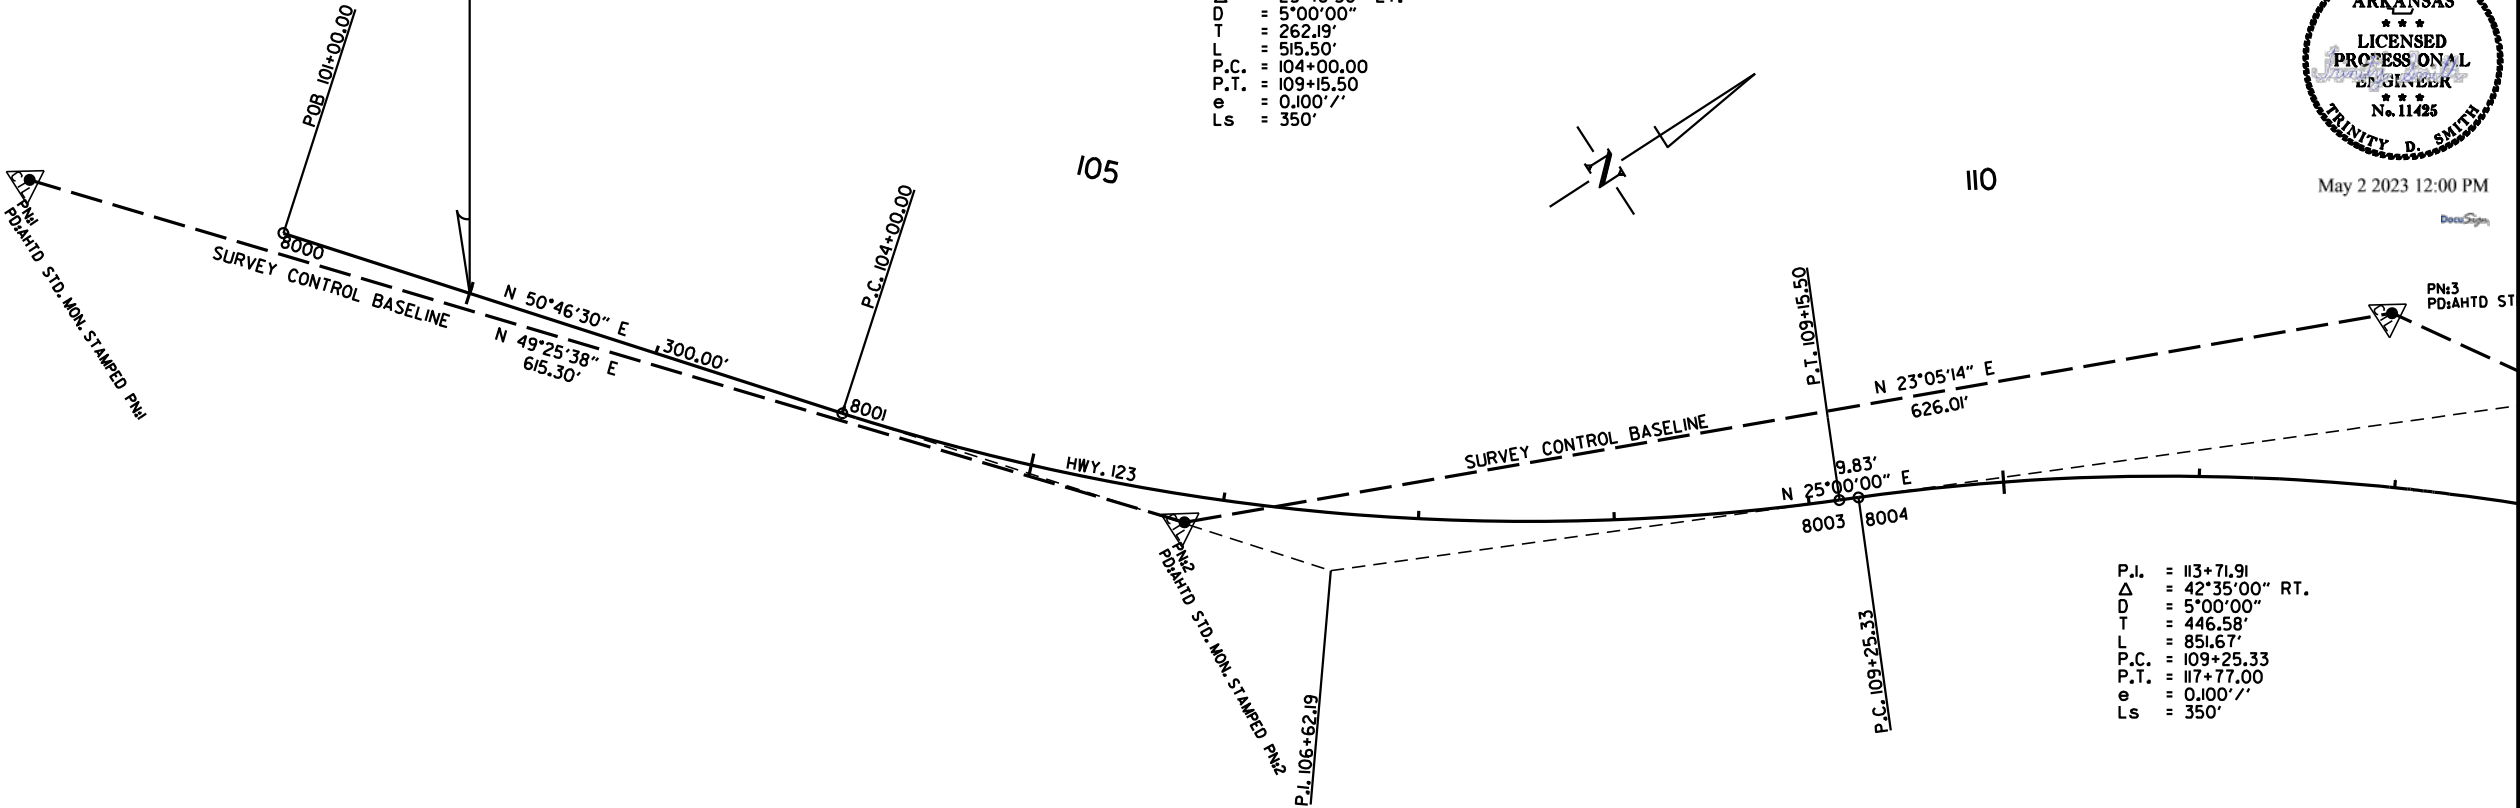 D = 5°00'00"
T = 262.19'
L = 515.50'
P.C. = 104+00.00
P.T. = 109+15.50
e = 0.100'/'
Ls = 350'
ARKANSAS
* * *
LICENSED
PROFESSIONAL
ENGINEER
* * *
No. 11425
TRINITY D. SMITH
May 2 2023 12:00 PM
DocuSign
POB 101+00.00
105
110
N
P.C. 104+00.00
PN:1
PD:AHTD STD. MON. STAMPED PN:1
8000
SURVEY CONTROL BASELINE
N 50°46'30" E
300.00'
N 49°25'38" E
615.30'
8001
HWY. 123
PN:2
PD:AHTD STD. MON. STAMPED PN:2
P.I. 106+62.19
SURVEY CONTROL BASELINE
P.T. 109+15.50
N 23°05'14" E
626.01'
PN:3
PD:AHTD ST
9.83'
N 25°00'00" E
8003
8004
P.C. 109+25.33
P.I. = 113+71.91
Δ = 42°35'00" RT.
D = 5°00'00"
T = 446.58'
L = 851.67'
P.C. = 109+25.33
P.T. = 117+77.00
e = 0.100'/'
Ls = 350'